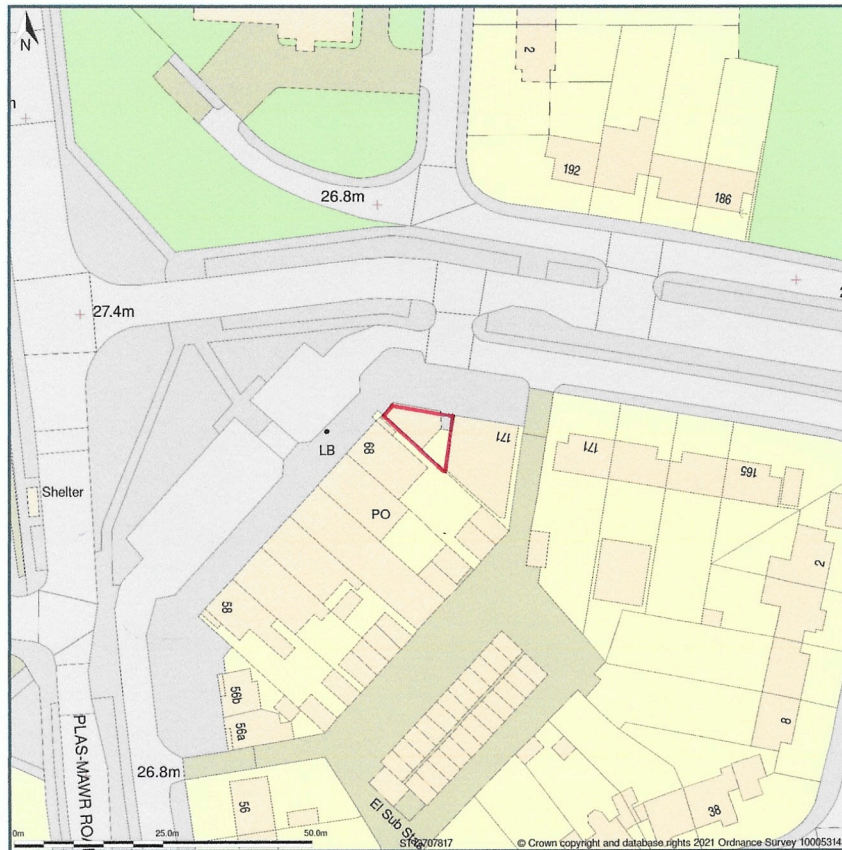 N
2
192
186
26.8m
27.4m
LB
68
171
171
165
Shelter
PO
2
58
56b
56a
8
PLAS-MAWR RO
26.8m
56
38
El Sub Sta
0m
25.0m
50.0m
© Crown copyright and database rights 2021 Ordnance Survey 10005314